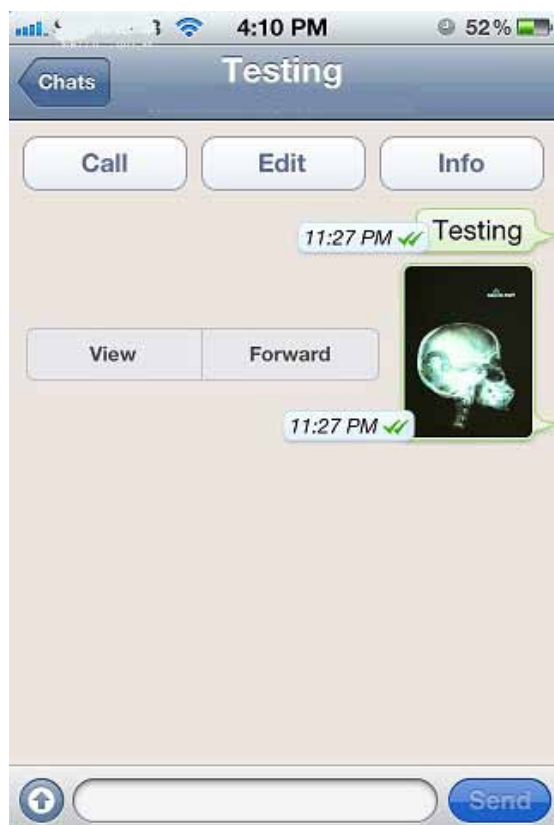 4:10 PM 52%
Chats Testing
Call Edit Info
Testing
11:27 PM
View Forward
11:27 PM
Send